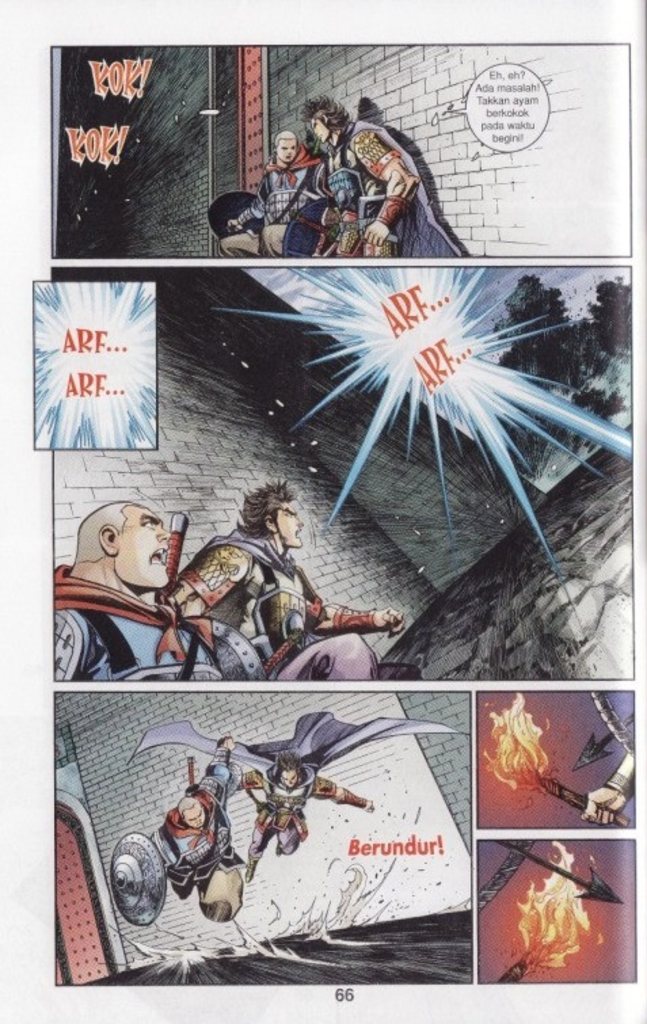 KOK!
KOK!
Eh, eh?
Ada masalah!
Takkan ayam
berkokok
pada waktu
begini!
ARF...
ARF...
ARF...
ARF...
Berundur!
66